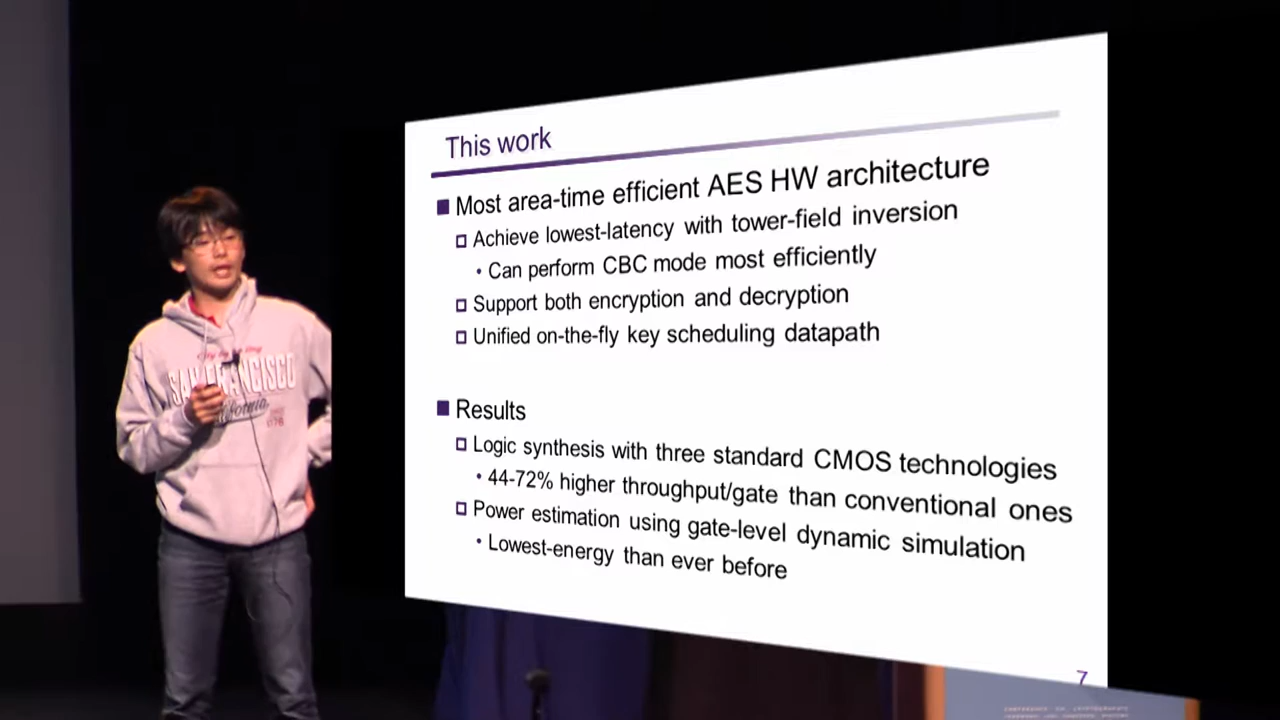 This work
Most area-time efficient AES HW architecture
Achieve lowest-latency with tower-field inversion
• Can perform CBC mode most efficiently
Support both encryption and decryption
Unified on-the-fly key scheduling datapath
Results
Logic synthesis with three standard CMOS technologies
• 44-72% higher throughput/gate than conventional ones
Power estimation using gate-level dynamic simulation
• Lowest-energy than ever before
7
SAN FRANCISCO
California